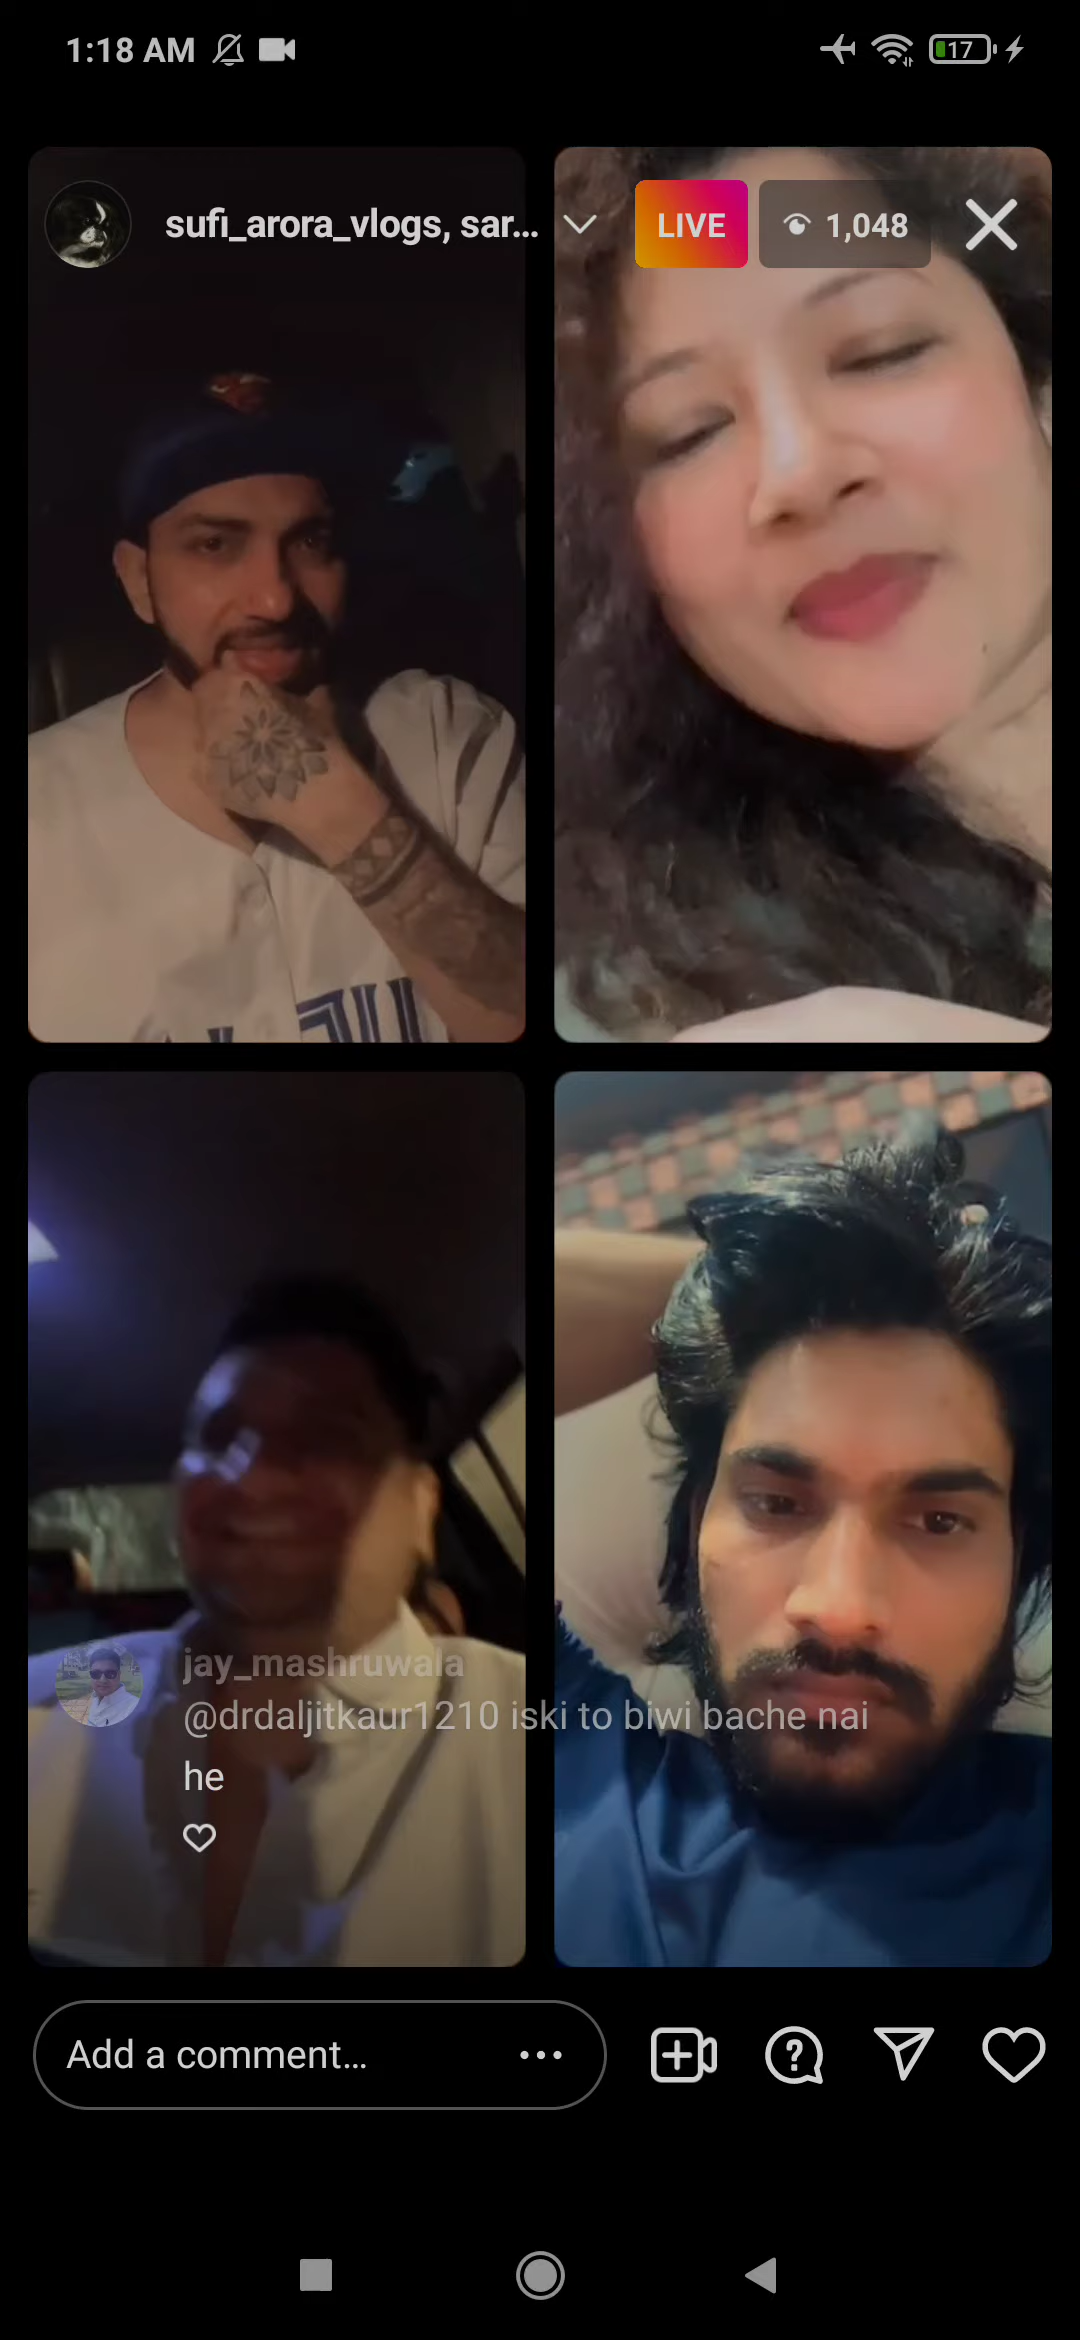 1:18 AM
17
sufi_arora_vlogs, sar...
LIVE
1,048
jay_mashruwala
@drdaljitkaur1210 iski to biwi bache nai
he
Add a comment...